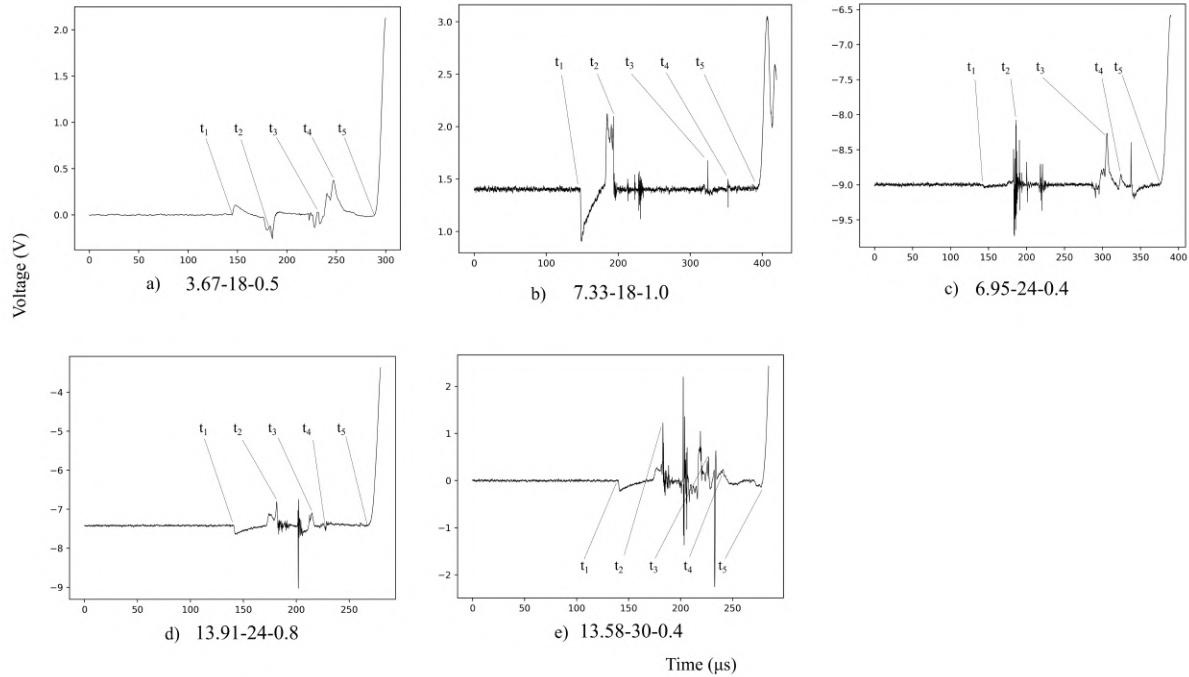 Voltage (V)
2.0
1.5
1.0
0.5
0.0
t₁ t₂ t₃ t₄ t₅
0 50 100 150 200 250 300
a) 3.67-18-0.5
3.0
2.5
2.0
1.5
1.0
t₁ t₂ t₃ t₄ t₅
0 100 200 300 400
b) 7.33-18-1.0
−6.5
−7.0
−7.5
−8.0
−8.5
−9.0
−9.5
t₁ t₂ t₃ t₄ t₅
0 50 100 150 200 250 300 350 400
c) 6.95-24-0.4
−4
−5
−6
−7
−8
−9
t₁ t₂ t₃ t₄ t₅
0 50 100 150 200 250
d) 13.91-24-0.8
2
1
0
−1
−2
t₁ t₂ t₃ t₄ t₅
0 50 100 150 200 250
e) 13.58-30-0.4
Time (μs)